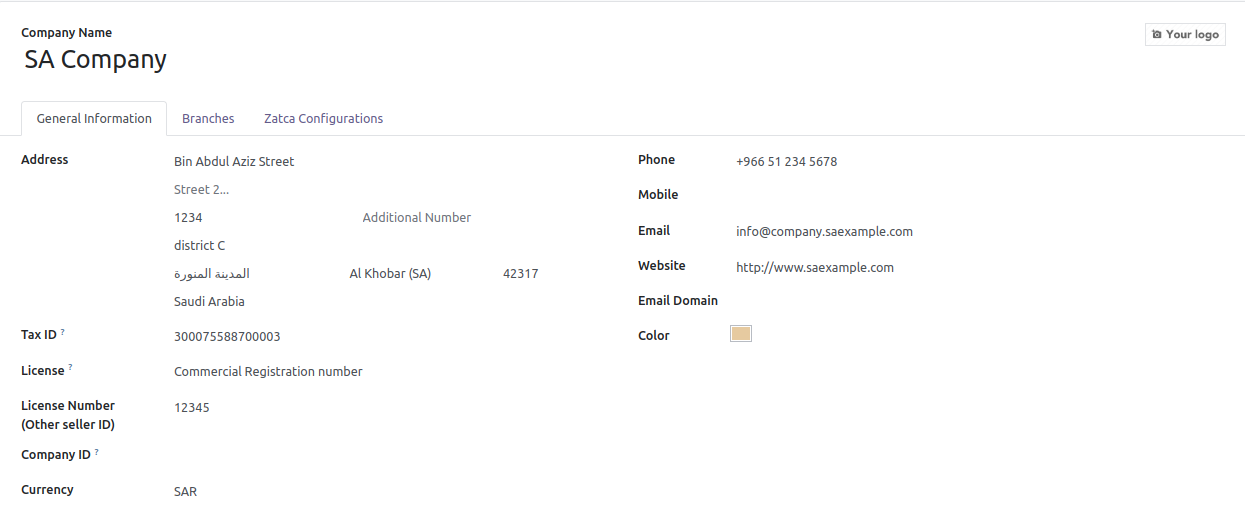 Company Name
Your logo
SA Company
General Information Branches Zatca Configurations
Address Bin Abdul Aziz Street Phone +966 51 234 5678
Street 2... Mobile
1234 Additional Number
district C Email info@company.saexample.com
المدينة المنورة Al Khobar (SA) 42317 Website http://www.saexample.com
Saudi Arabia Email Domain
Tax ID ? 300075588700003 Color
License ? Commercial Registration number
License Number 12345
(Other seller ID)
Company ID ?
Currency SAR